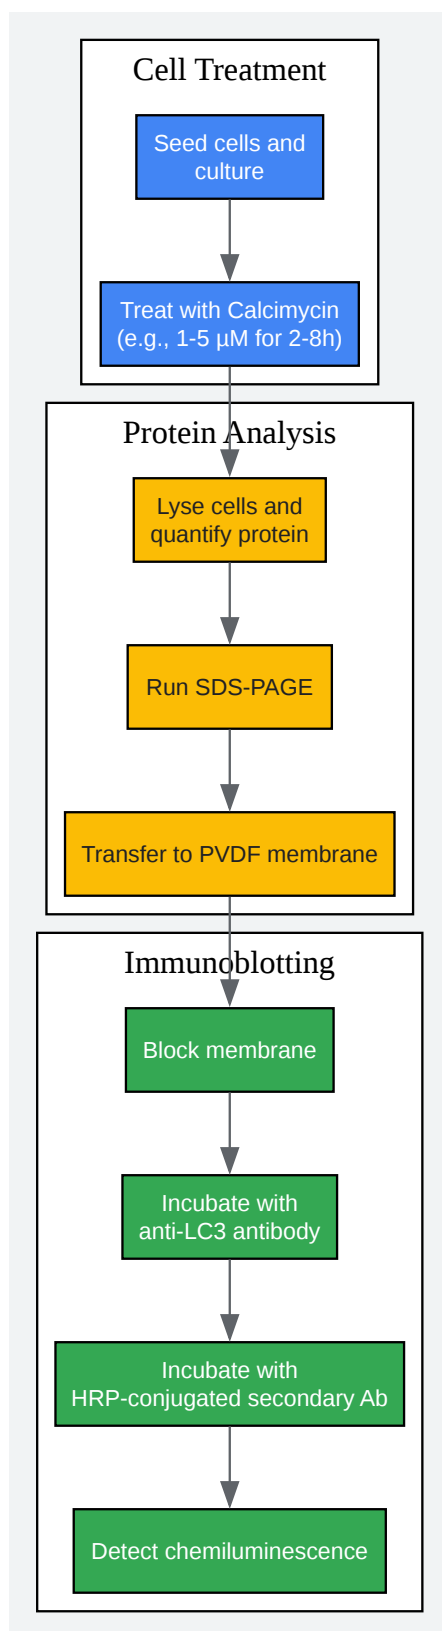 Cell Treatment
Seed cells and
culture
Treat with Calcimycin
(e.g., 1-5 µM for 2-8h)
Protein Analysis
Lyse cells and
quantify protein
Run SDS-PAGE
Transfer to PVDF membrane
Immunoblotting
Block membrane
Incubate with
anti-LC3 antibody
Incubate with
HRP-conjugated secondary Ab
Detect chemiluminescence